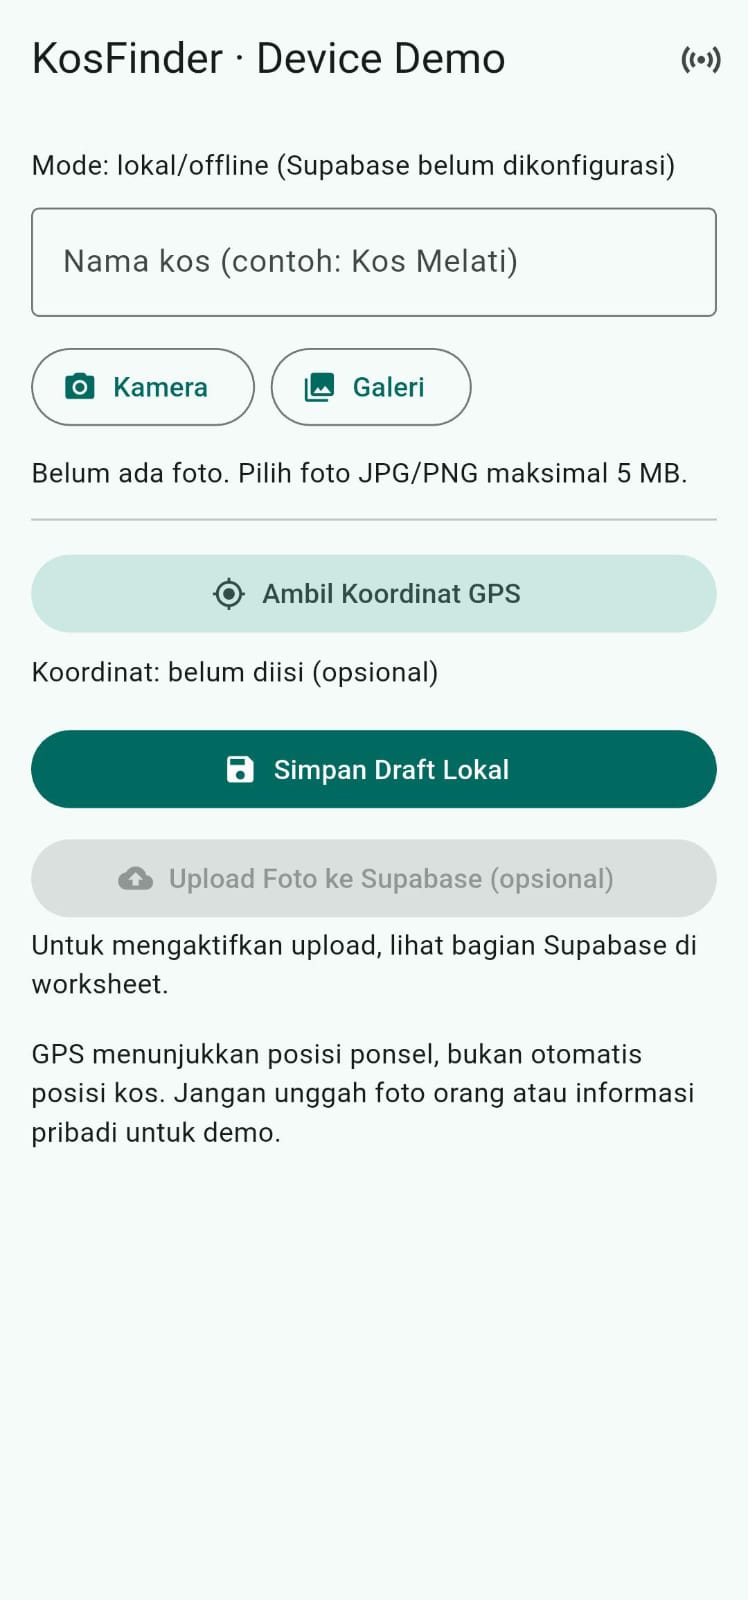 KosFinder · Device Demo
Mode: lokal/offline (Supabase belum dikonfigurasi)
Nama kos (contoh: Kos Melati)
Kamera
Galeri
Belum ada foto. Pilih foto JPG/PNG maksimal 5 MB.
Ambil Koordinat GPS
Koordinat: belum diisi (opsional)
Simpan Draft Lokal
Upload Foto ke Supabase (opsional)
Untuk mengaktifkan upload, lihat bagian Supabase di
worksheet.
GPS menunjukkan posisi ponsel, bukan otomatis
posisi kos. Jangan unggah foto orang atau informasi
pribadi untuk demo.